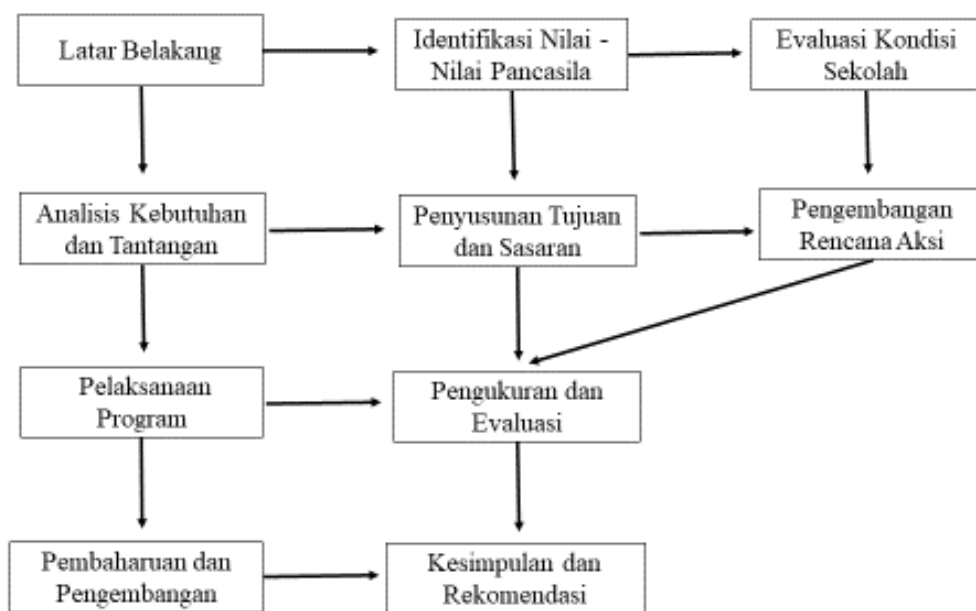 Latar Belakang
Identifikasi Nilai -
Nilai Pancasila
Evaluasi Kondisi
Sekolah
Analisis Kebutuhan
dan Tantangan
Penyusunan Tujuan
dan Sasaran
Pengembangan
Rencana Aksi
Pelaksanaan
Program
Pengukuran dan
Evaluasi
Pembaharuan dan
Pengembangan
Kesimpulan dan
Rekomendasi